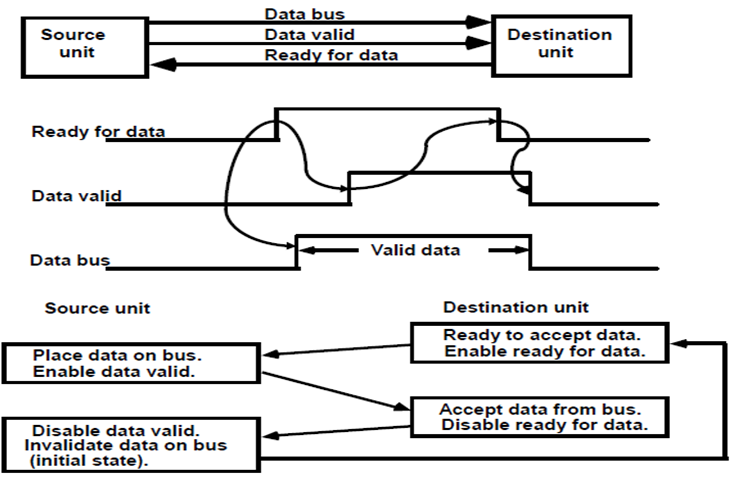 Data bus
Source
unit
Data valid
Destination
unit
Ready for data
Ready for data
Data valid
Valid data
Data bus
Source unit
Destination unit
Ready to accept data.
Enable ready for data.
Place data on bus.
Enable data valid.
Accept data from bus.
Disable ready for data.
Disable data valid.
Invalidate data on bus
(initial state).